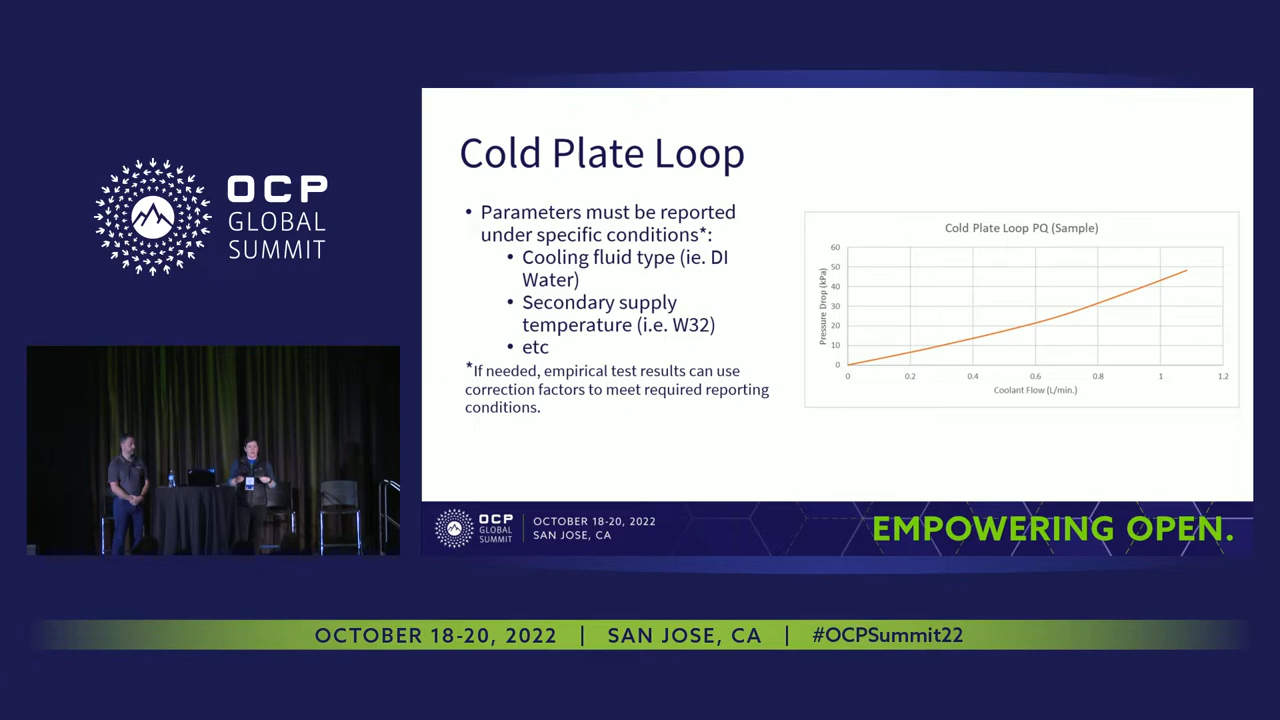 OCP
GLOBAL
SUMMIT
Cold Plate Loop
• Parameters must be reported
under specific conditions*:
• Cooling fluid type (ie. DI
Water)
• Secondary supply
temperature (i.e. W32)
• etc
*If needed, empirical test results can use
correction factors to meet required reporting
conditions.
Cold Plate Loop PQ (Sample)
Pressure Drop (kPa)
60
50
40
30
20
10
0
0 0.2 0.4 0.6 0.8 1 1.2
Coolant Flow (L/min.)
OCP
GLOBAL
SUMMIT
OCTOBER 18-20, 2022
SAN JOSE, CA
EMPOWERING OPEN.
OCTOBER 18-20, 2022 | SAN JOSE, CA | #OCPSummit22